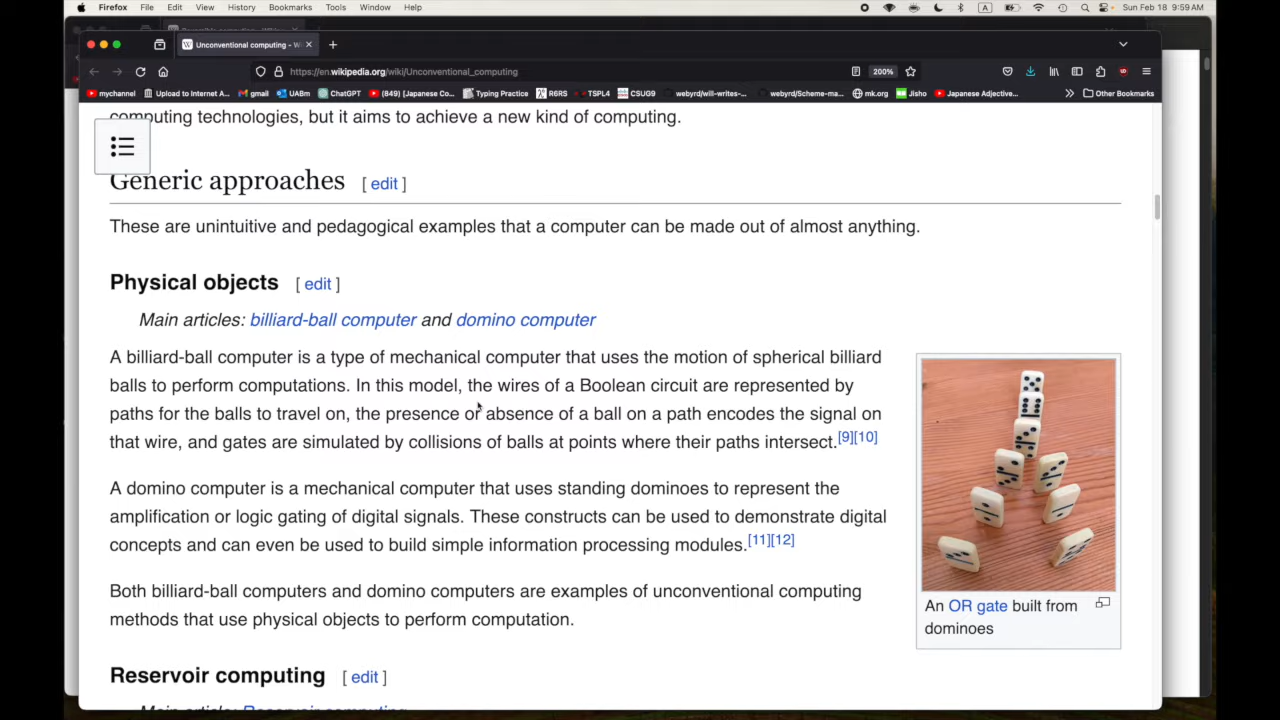 Firefox File Edit View History Bookmarks Tools Window Help A Sun Feb 18 9:59 AM
Unconventional computing - W
https://en.wikipedia.org/wiki/Unconventional_computing 200%
mychannel Upload to Internet A... gmail UABm ChatGPT (849) [Japanese Co... Typing Practice R6RS TSPL4 CSUG9 webyrd/will-writes-... webyrd/Scheme-ma... mk.org Jisho Japanese Adjective... Other Bookmarks
computing technologies, but it aims to achieve a new kind of computing.
Generic approaches [ edit ]
These are unintuitive and pedagogical examples that a computer can be made out of almost anything.
Physical objects [ edit ]
Main articles: billiard-ball computer and domino computer
A billiard-ball computer is a type of mechanical computer that uses the motion of spherical billiard
balls to perform computations. In this model, the wires of a Boolean circuit are represented by
paths for the balls to travel on, the presence or absence of a ball on a path encodes the signal on
that wire, and gates are simulated by collisions of balls at points where their paths intersect.[9][10]
A domino computer is a mechanical computer that uses standing dominoes to represent the
amplification or logic gating of digital signals. These constructs can be used to demonstrate digital
concepts and can even be used to build simple information processing modules.[11][12]
An OR gate built from
dominoes
Both billiard-ball computers and domino computers are examples of unconventional computing
methods that use physical objects to perform computation.
Reservoir computing [ edit ]
Main article: Reservoir computing